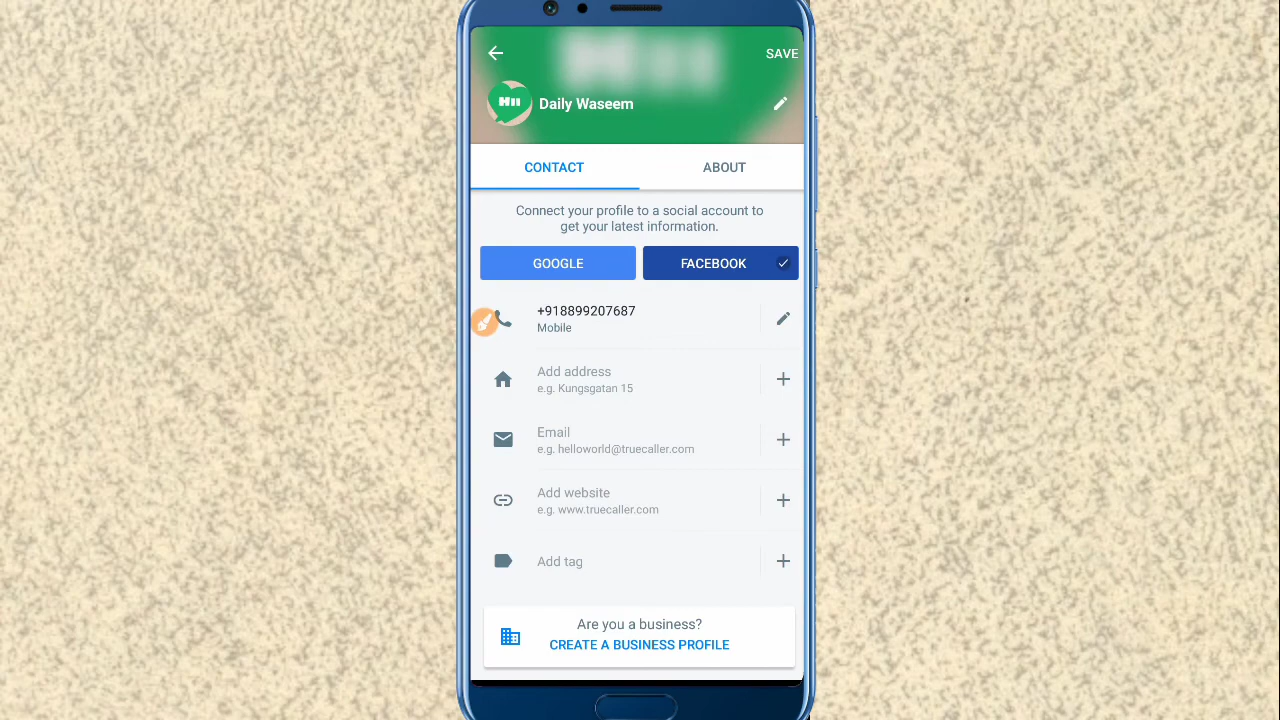 SAVE
Hıı
Daily Waseem
CONTACT
ABOUT
Connect your profile to a social account to
get your latest information.
GOOGLE
FACEBOOK
+918899207687
Mobile
Add address
e.g. Kungsgatan 15
Email
e.g. helloworld@truecaller.com
Add website
e.g. www.truecaller.com
Add tag
Are you a business?
CREATE A BUSINESS PROFILE